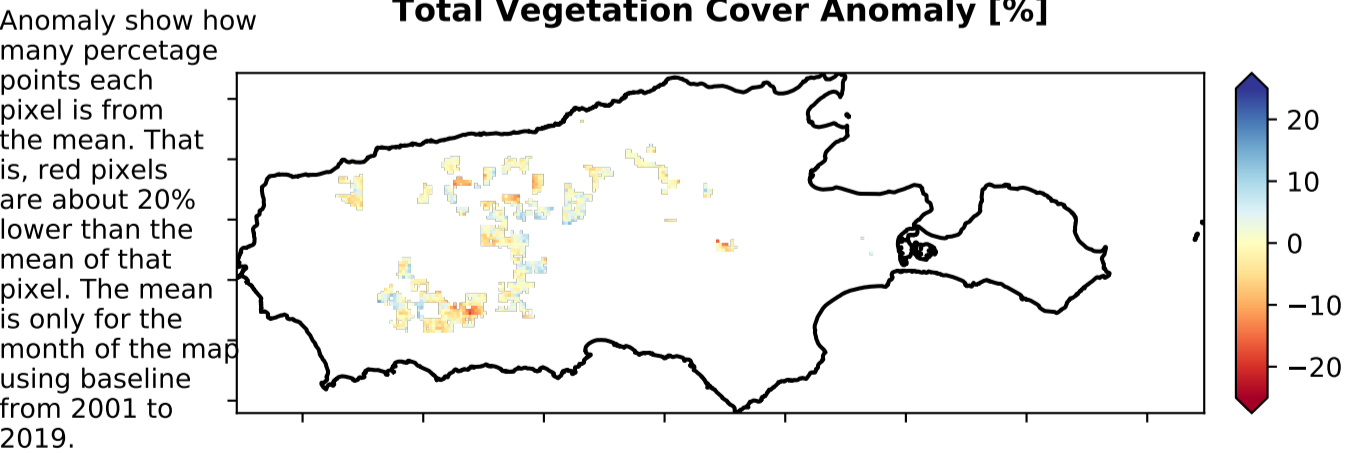 Total Vegetation Cover Anomaly [%]
Anomaly show how
many percetage
points each
pixel is from
the mean. That
is, red pixels
are about 20%
lower than the
mean of that
pixel. The mean
is only for the
month of the map
using baseline
from 2001 to
2019.
20
10
0
−10
−20